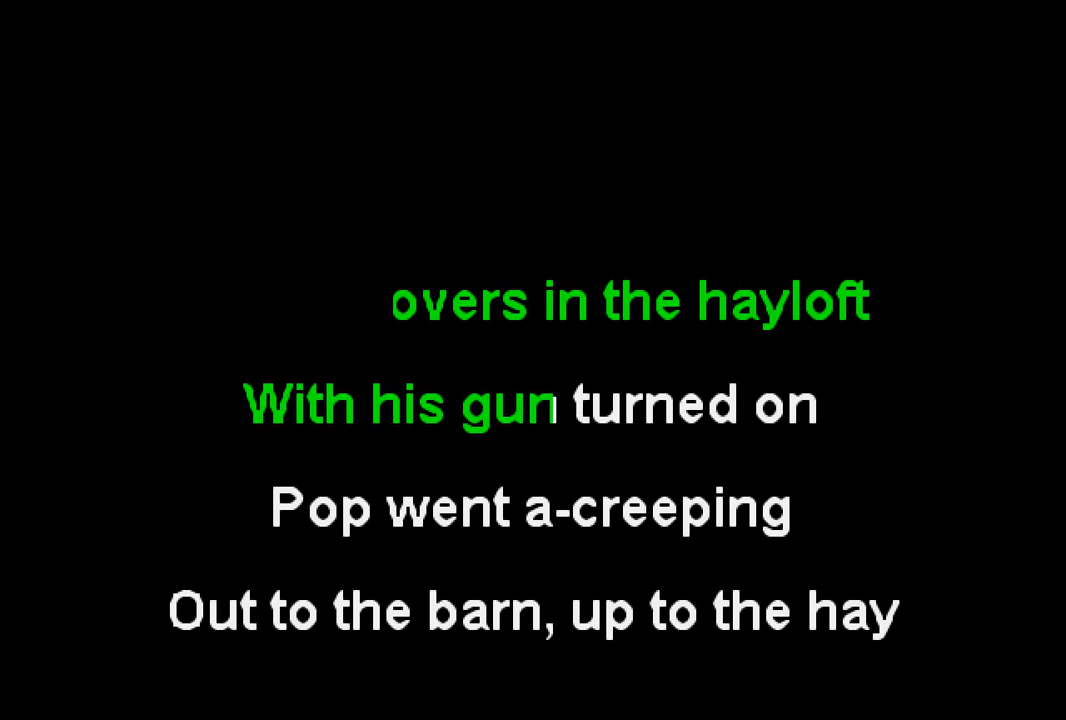 overs in the hayloft
With his gun turned on
Pop went a-creeping
Out to the barn, up to the hay